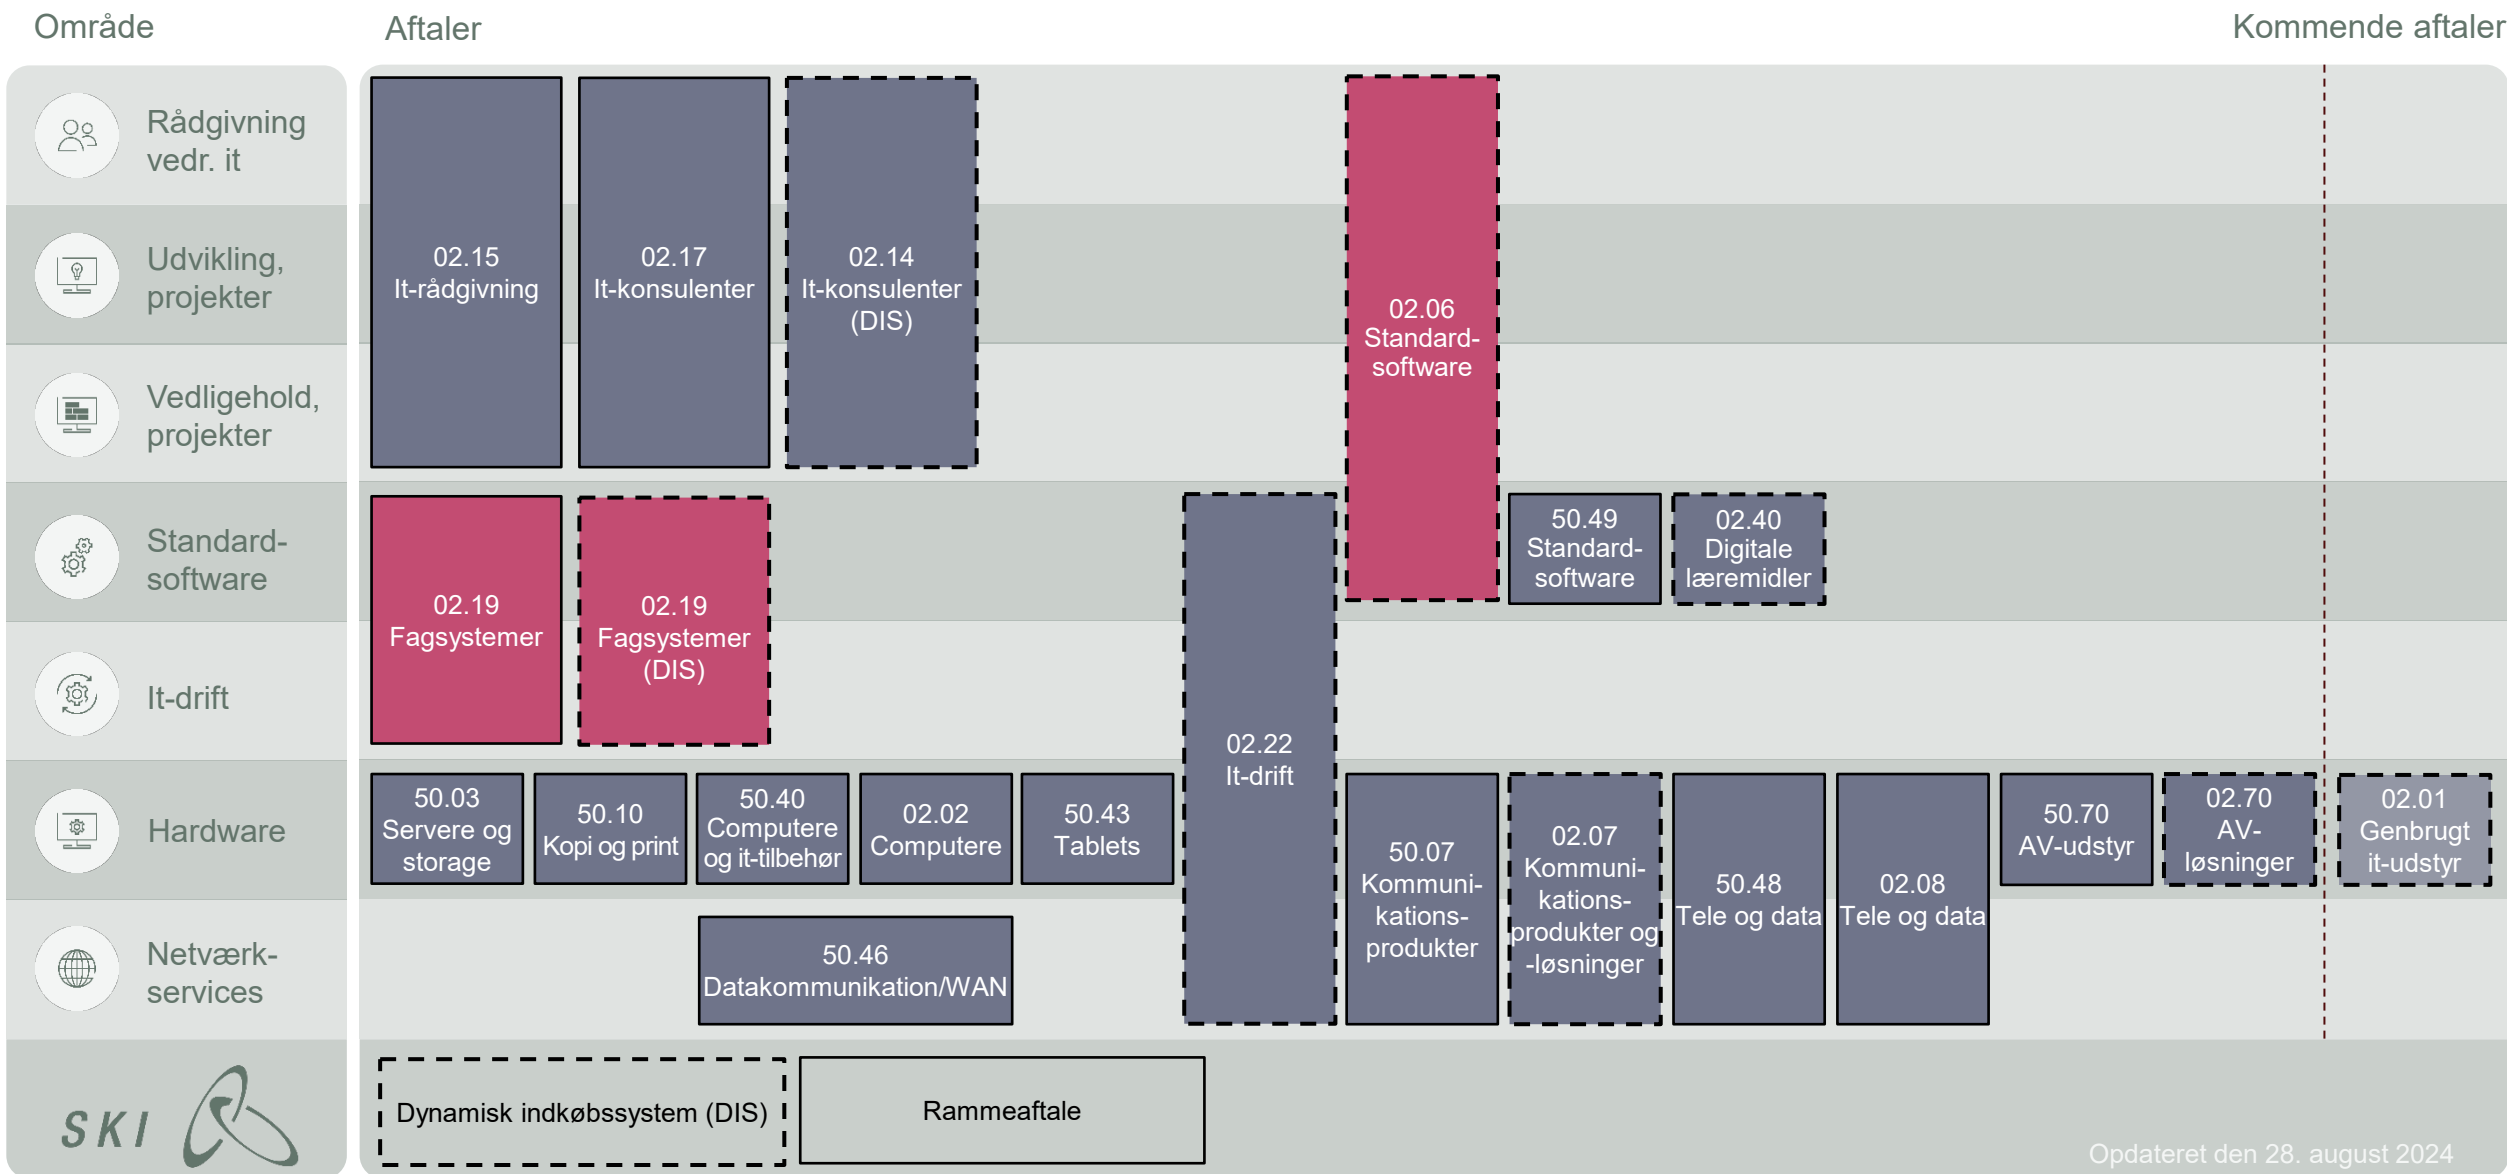 Område
Aftaler
Kommende aftaler
Rådgivning
vedr. it
Udvikling,
projekter
Vedligehold,
projekter
Standard-
software
It-drift
Hardware
Netværk-
services
02.15
It-rådgivning
02.17
It-konsulenter
02.14
It-konsulenter
(DIS)
02.06
Standard-
software
02.19
Fagsystemer
02.19
Fagsystemer
(DIS)
02.22
It-drift
50.49
Standard-
software
02.40
Digitale
læremidler
50.03
Servere og
storage
50.10
Kopi og print
50.40
Computere
og it-tilbehør
02.02
Computere
50.43
Tablets
50.07
Kommuni-
kations-
produkter
02.07
Kommuni-
kations-
produkter og
-løsninger
50.48
Tele og data
02.08
Tele og data
50.70
AV-udstyr
02.70
AV-
løsninger
02.01
Genbrugt
it-udstyr
50.46
Datakommunikation/WAN
SKI
Dynamisk indkøbssystem (DIS)
Rammeaftale
Opdateret den 28. august 2024